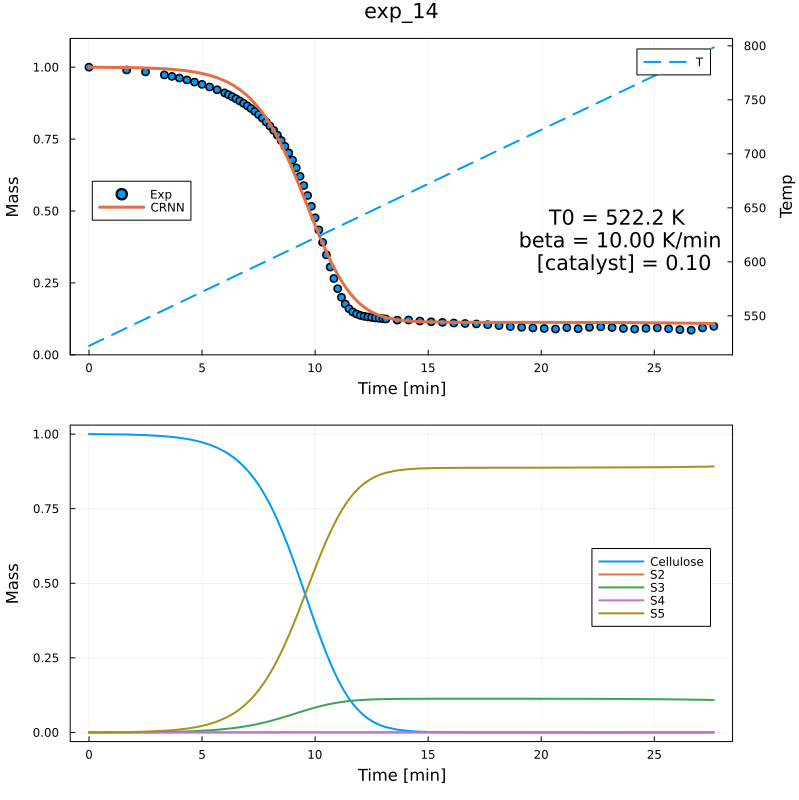 exp_14
1.00
0.75
0.50
0.25
0.00
Mass
0
5
10
15
20
25
Time [min]
800
750
700
650
600
550
Temp
T
Exp
CRNN
T0 = 522.2 K
beta = 10.00 K/min
[catalyst] = 0.10
1.00
0.75
0.50
0.25
0.00
Mass
0
5
10
15
20
25
Time [min]
Cellulose
S2
S3
S4
S5